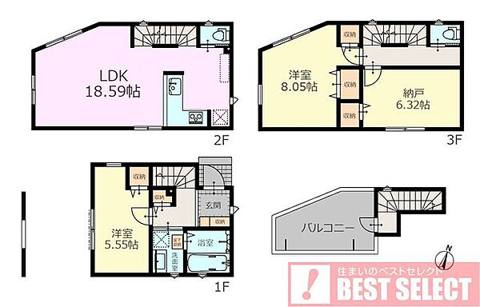 LDK
18.59帖
2F
洋室
8.05帖
収納
収納
収納
納戸
6.32帖
3F
収納
収納
玄関
洋室
5.55帖
収納
浴室
洗面室
1F
バルコニー
N
住まいのベストセレクト
! BEST SELECT